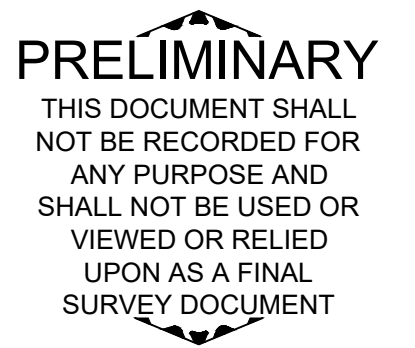 PRELIMINARY
THIS DOCUMENT SHALL
NOT BE RECORDED FOR
ANY PURPOSE AND
SHALL NOT BE USED OR
VIEWED OR RELIED
UPON AS A FINAL
SURVEY DOCUMENT